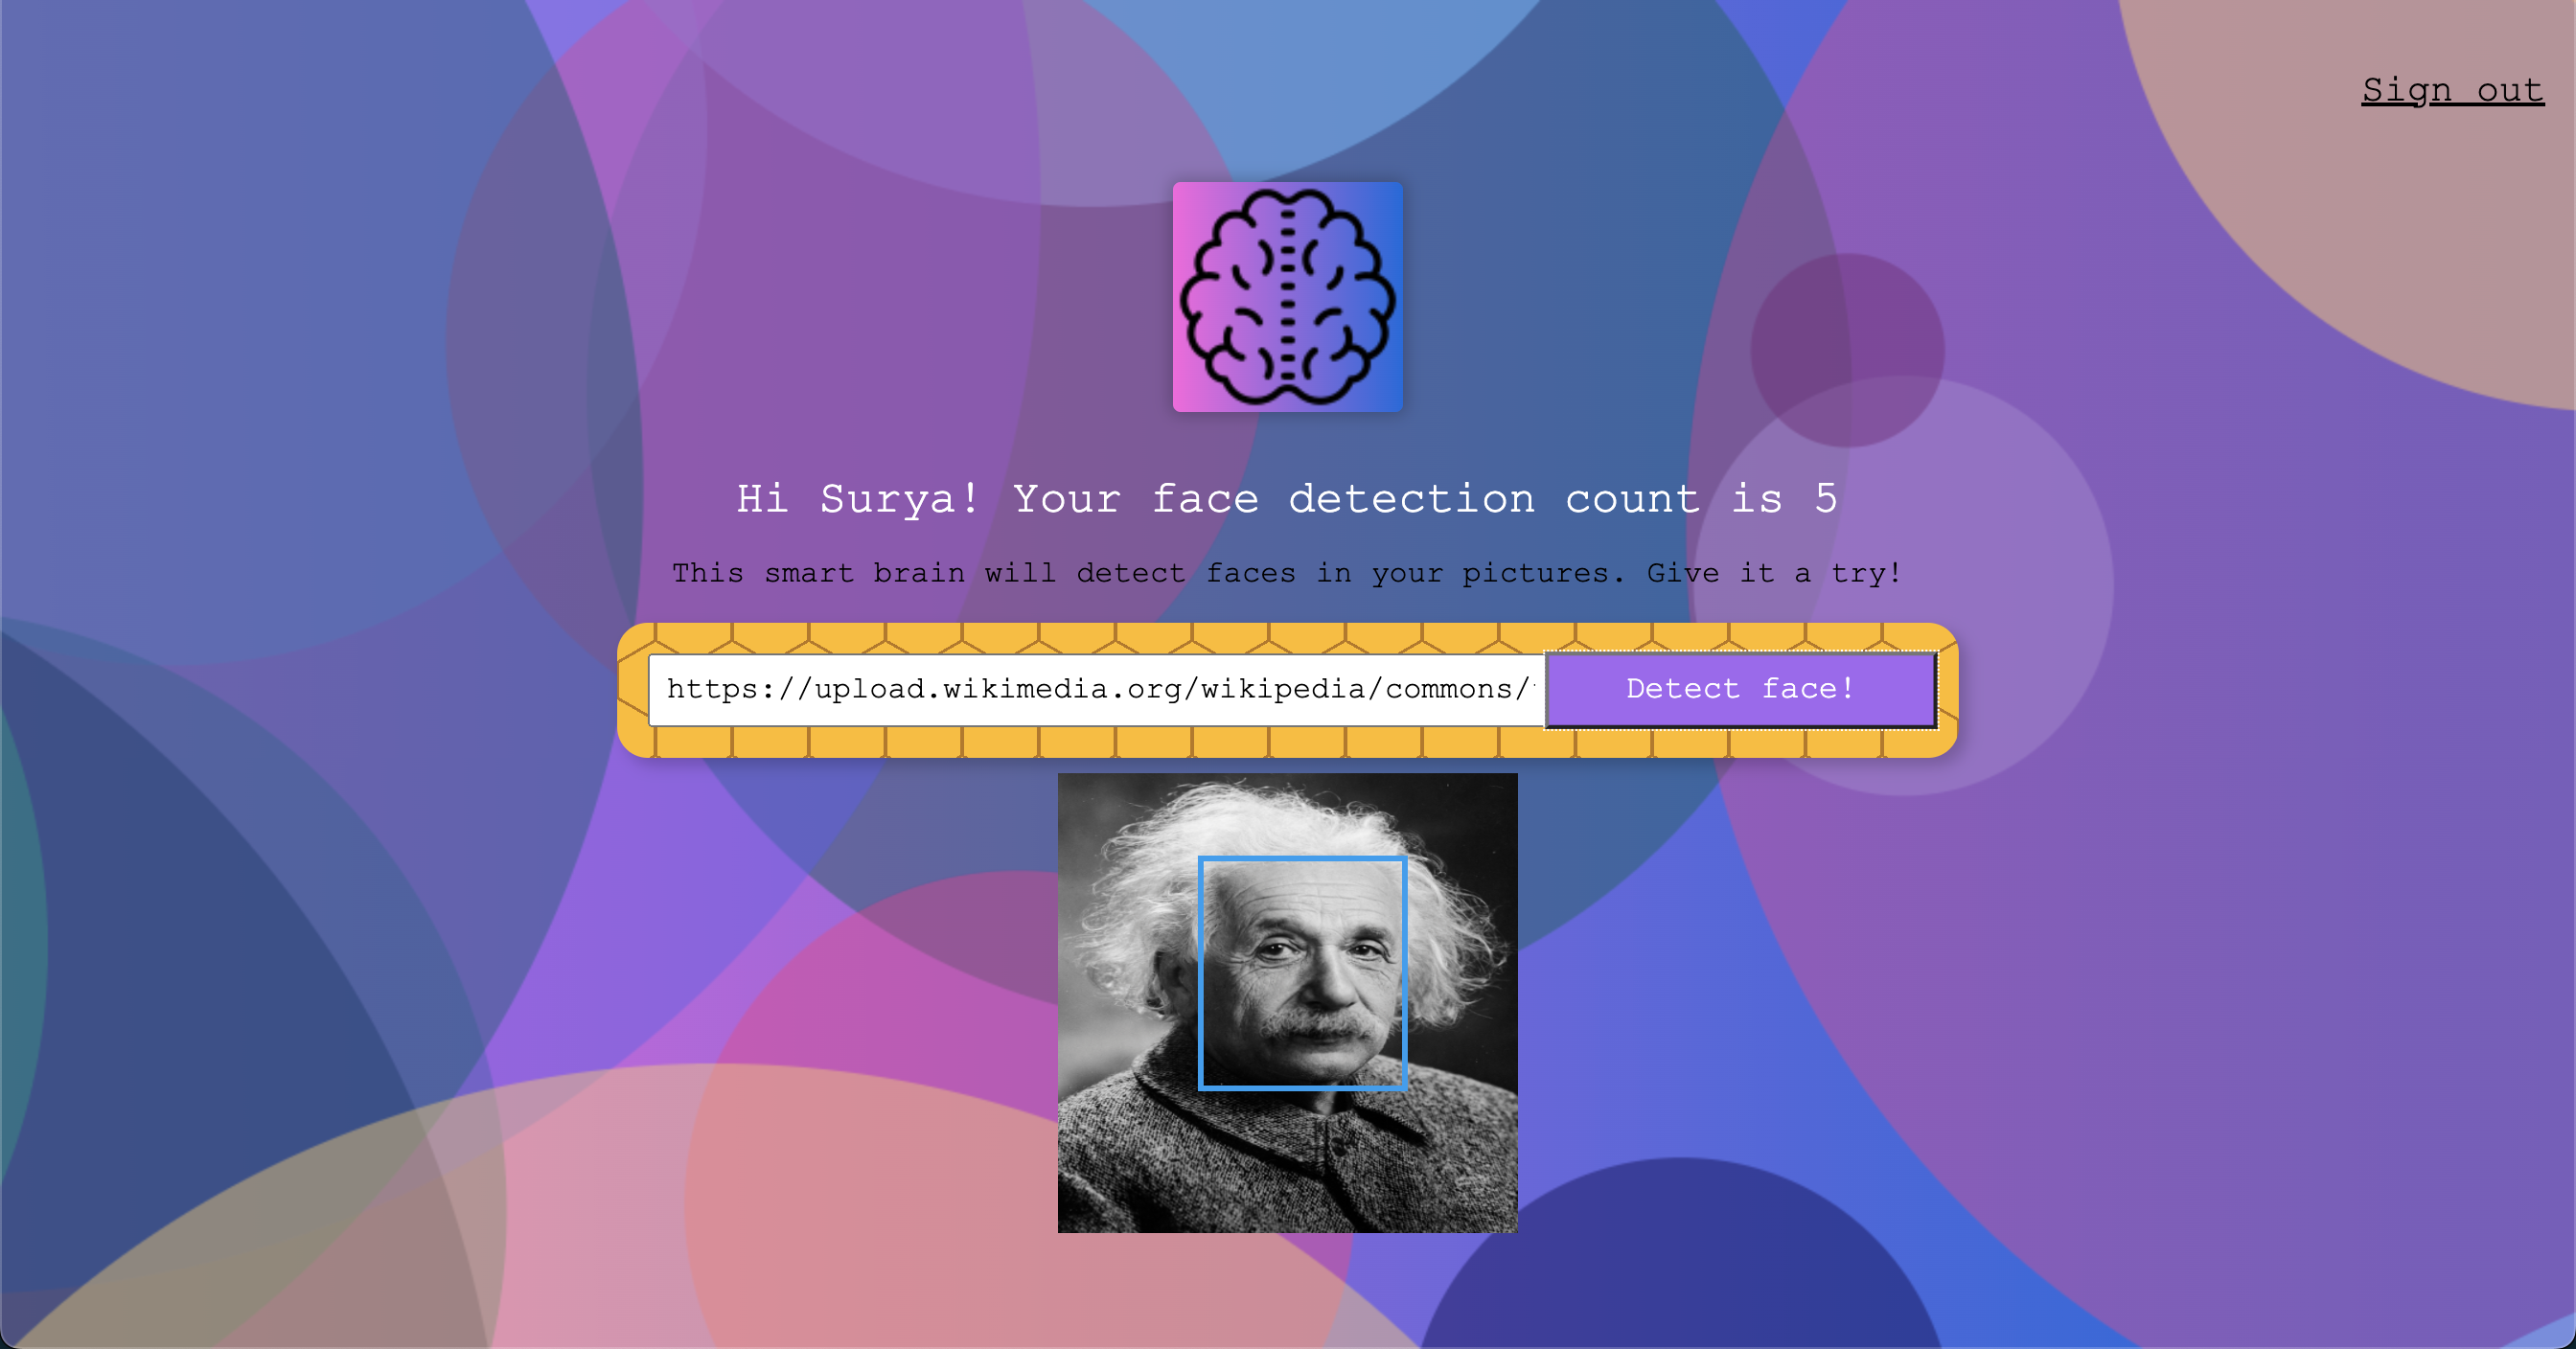 Sign out
Hi Surya! Your face detection count is 5
This smart brain will detect faces in your pictures. Give it a try!
https://upload.wikimedia.org/wikipedia/commons/
Detect face!